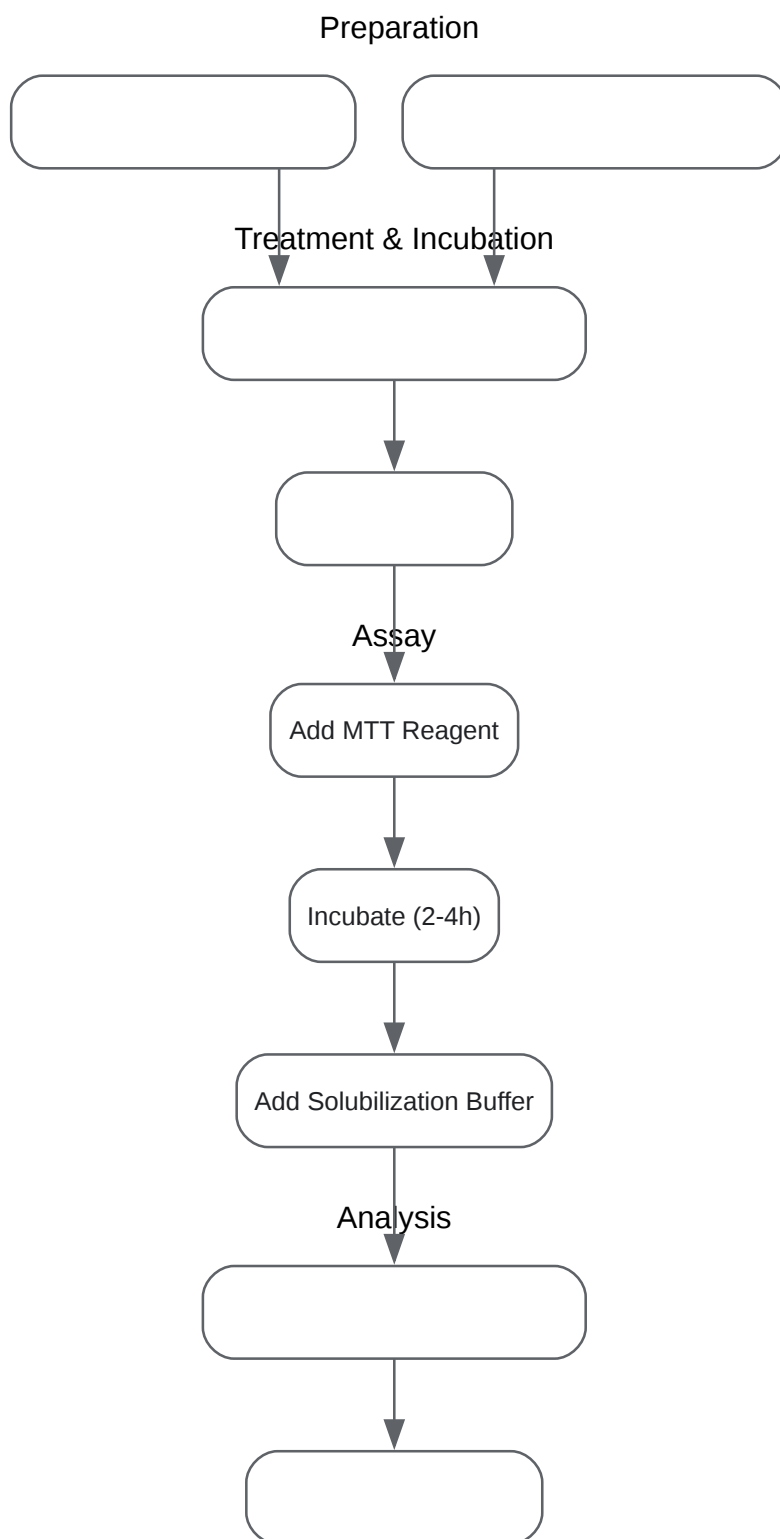 Preparation
Treatment & Incubation
Assay
Add MTT Reagent
Incubate (2-4h)
Add Solubilization Buffer
Analysis